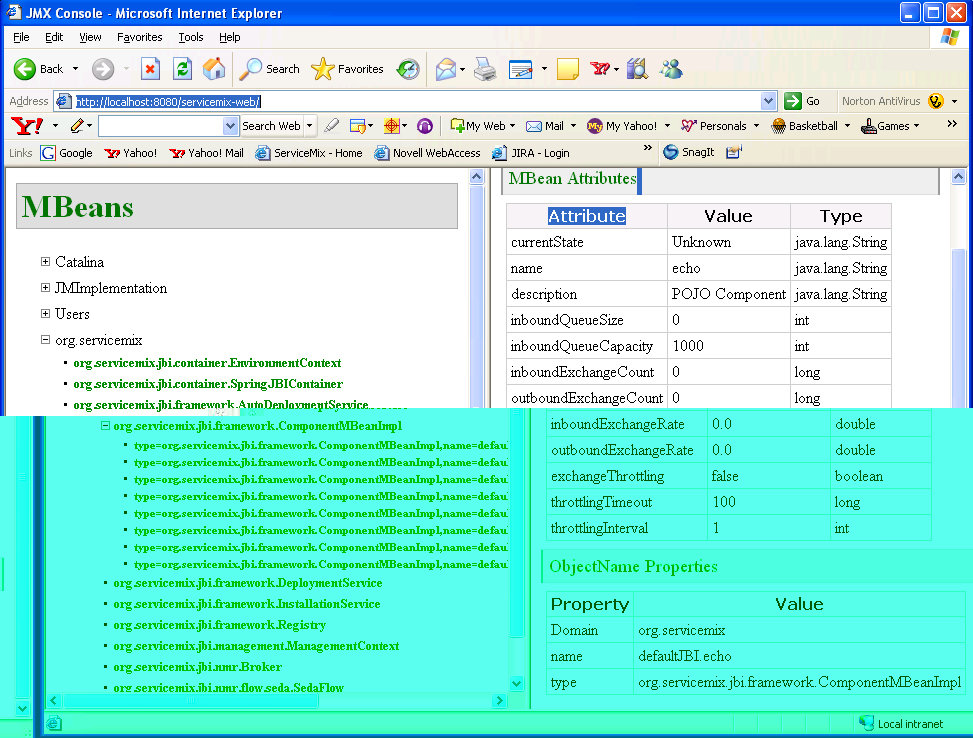 JMX Console - Microsoft Internet Explorer
File Edit View Favorites Tools Help
Back Search Favorites
Address http://localhost:8080/servicemix-web/ Go Norton AntiVirus
Y! Search Web My Web Mail My Yahoo! Personals Basketball Games »
Links Google Yahoo! Yahoo! Mail ServiceMix - Home Novell WebAccess JIRA - Login » SnagIt
MBeans
Catalina
JMImplementation
Users
org.servicemix
org.servicemix.jbi.container.EnvironmentContext
org.servicemix.jbi.container.SpringJBIContainer
org.servicemix.jbi.framework.AutoDeploymentService
org.servicemix.jbi.framework.ComponentMBeanImpl
type=org.servicemix.jbi.framework.ComponentMBeanImpl,name=defau
type=org.servicemix.jbi.framework.ComponentMBeanImpl,name=defau
type=org.servicemix.jbi.framework.ComponentMBeanImpl,name=defau
type=org.servicemix.jbi.framework.ComponentMBeanImpl,name=defau
type=org.servicemix.jbi.framework.ComponentMBeanImpl,name=defau
type=org.servicemix.jbi.framework.ComponentMBeanImpl,name=defau
type=org.servicemix.jbi.framework.ComponentMBeanImpl,name=defau
type=org.servicemix.jbi.framework.ComponentMBeanImpl,name=defau
org.servicemix.jbi.framework.DeploymentService
org.servicemix.jbi.framework.InstallationService
org.servicemix.jbi.framework.Registry
org.servicemix.jbi.management.ManagementContext
org.servicemix.jbi.nmr.Broker
org.servicemix.jbi.nmr.flow.seda.SedaFlow
MBean Attributes
Attribute Value Type
currentState Unknown java.lang.String
name echo java.lang.String
description POJO Component java.lang.String
inboundQueueSize 0 int
inboundQueueCapacity 1000 int
inboundExchangeCount 0 long
outboundExchangeCount 0 long
inboundExchangeRate 0.0 double
outboundExchangeRate 0.0 double
exchangeThrottling false boolean
throttlingTimeout 100 long
throttlingInterval 1 int
ObjectName Properties
Property Value
Domain org.servicemix
name defaultJBI.echo
type org.servicemix.jbi.framework.ComponentMBeanImpl
Local intranet